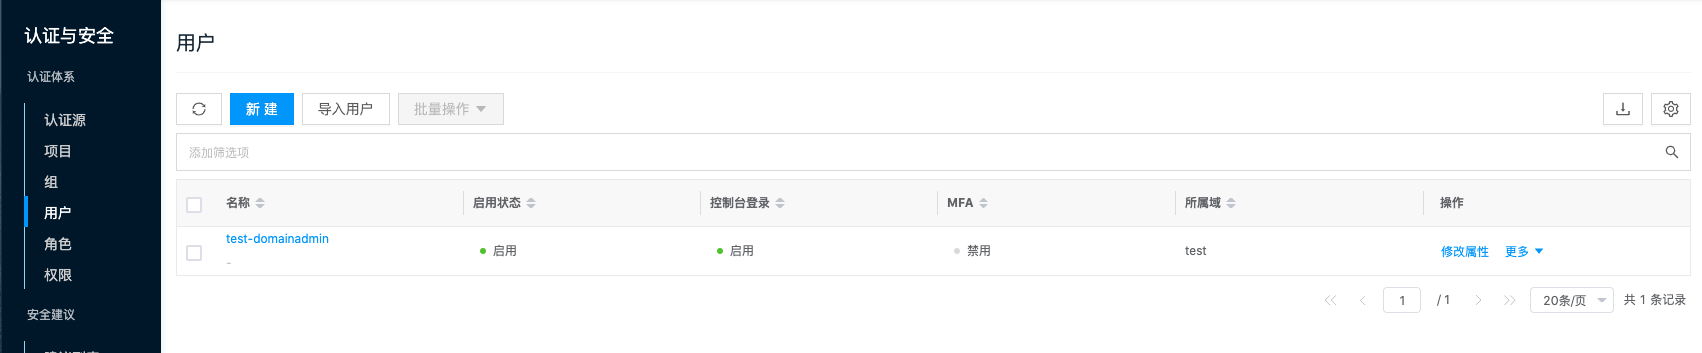 认证与安全
认证体系
认证源
项目
组
用户
角色
权限
安全建议
用户
新 建 导入用户 批量操作
添加筛选项
名称 启用状态 控制台登录 MFA 所属域 操作
test-domainadmin 启用 启用 禁用 test 修改属性 更多
-
1 / 1 20条/页 共 1 条记录